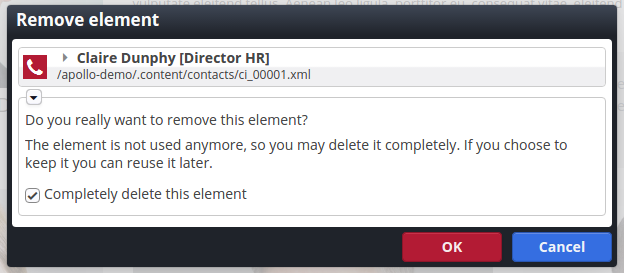 Remove element
Claire Dunphy [Director HR]
/apollo-demo/.content/contacts/ci_00001.xml
Do you really want to remove this element?
The element is not used anymore, so you may delete it completely. If you choose to
keep it you can reuse it later.
Completely delete this element
OK Cancel